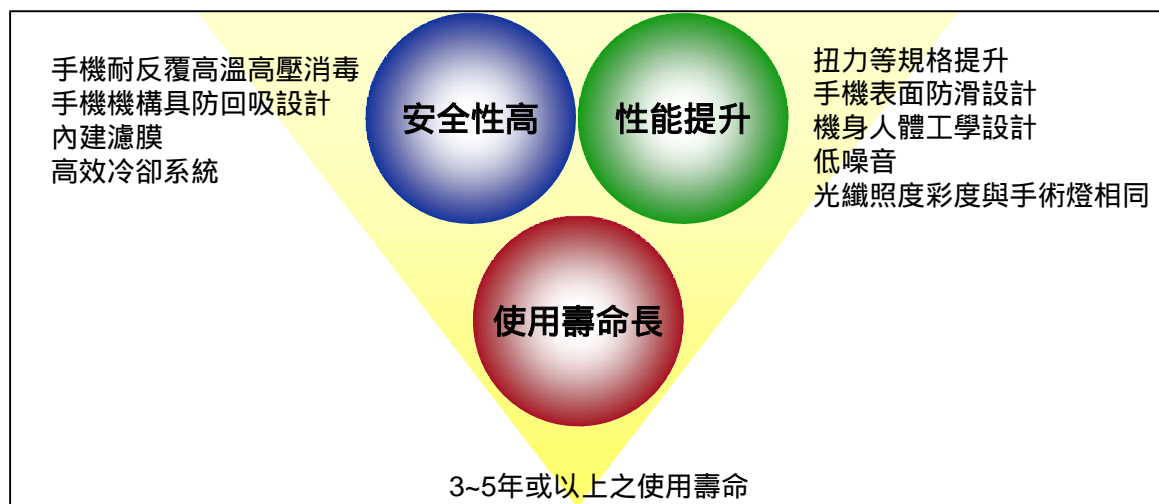 手機耐反覆高溫高壓消毒
手機機構具防回吸設計
內建濾膜
高效冷卻系統
安全性高
性能提升
扭力等規格提升
手機表面防滑設計
機身人體工學設計
低噪音
光纖照度彩度與手術燈相同
使用壽命長
3~5年或以上之使用壽命